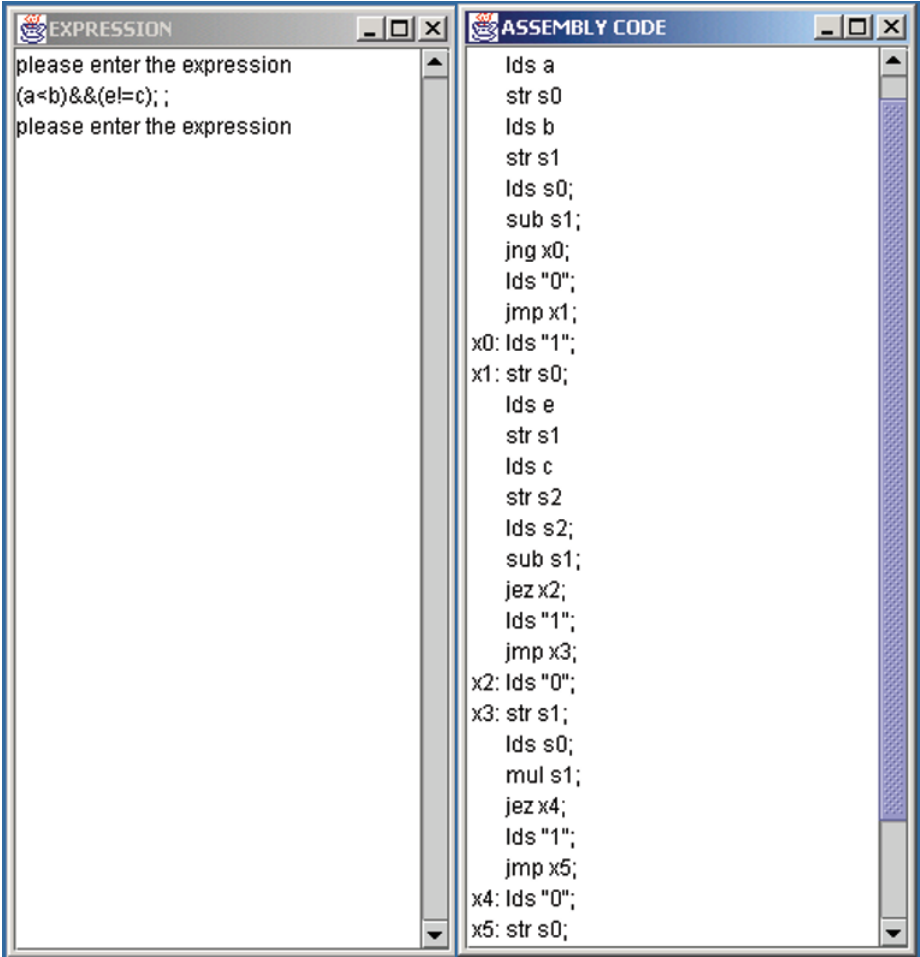 EXPRESSION
please enter the expression
(a<b)&&(e!=c); ;
please enter the expression
ASSEMBLY CODE
lds a
str s0
lds b
str s1
lds s0;
sub s1;
jng x0;
lds "0";
jmp x1;
x0: lds "1";
x1: str s0;
lds e
str s1
lds c
str s2
lds s2;
sub s1;
jez x2;
lds "1";
jmp x3;
x2: lds "0";
x3: str s1;
lds s0;
mul s1;
jez x4;
lds "1";
jmp x5;
x4: lds "0";
x5: str s0;